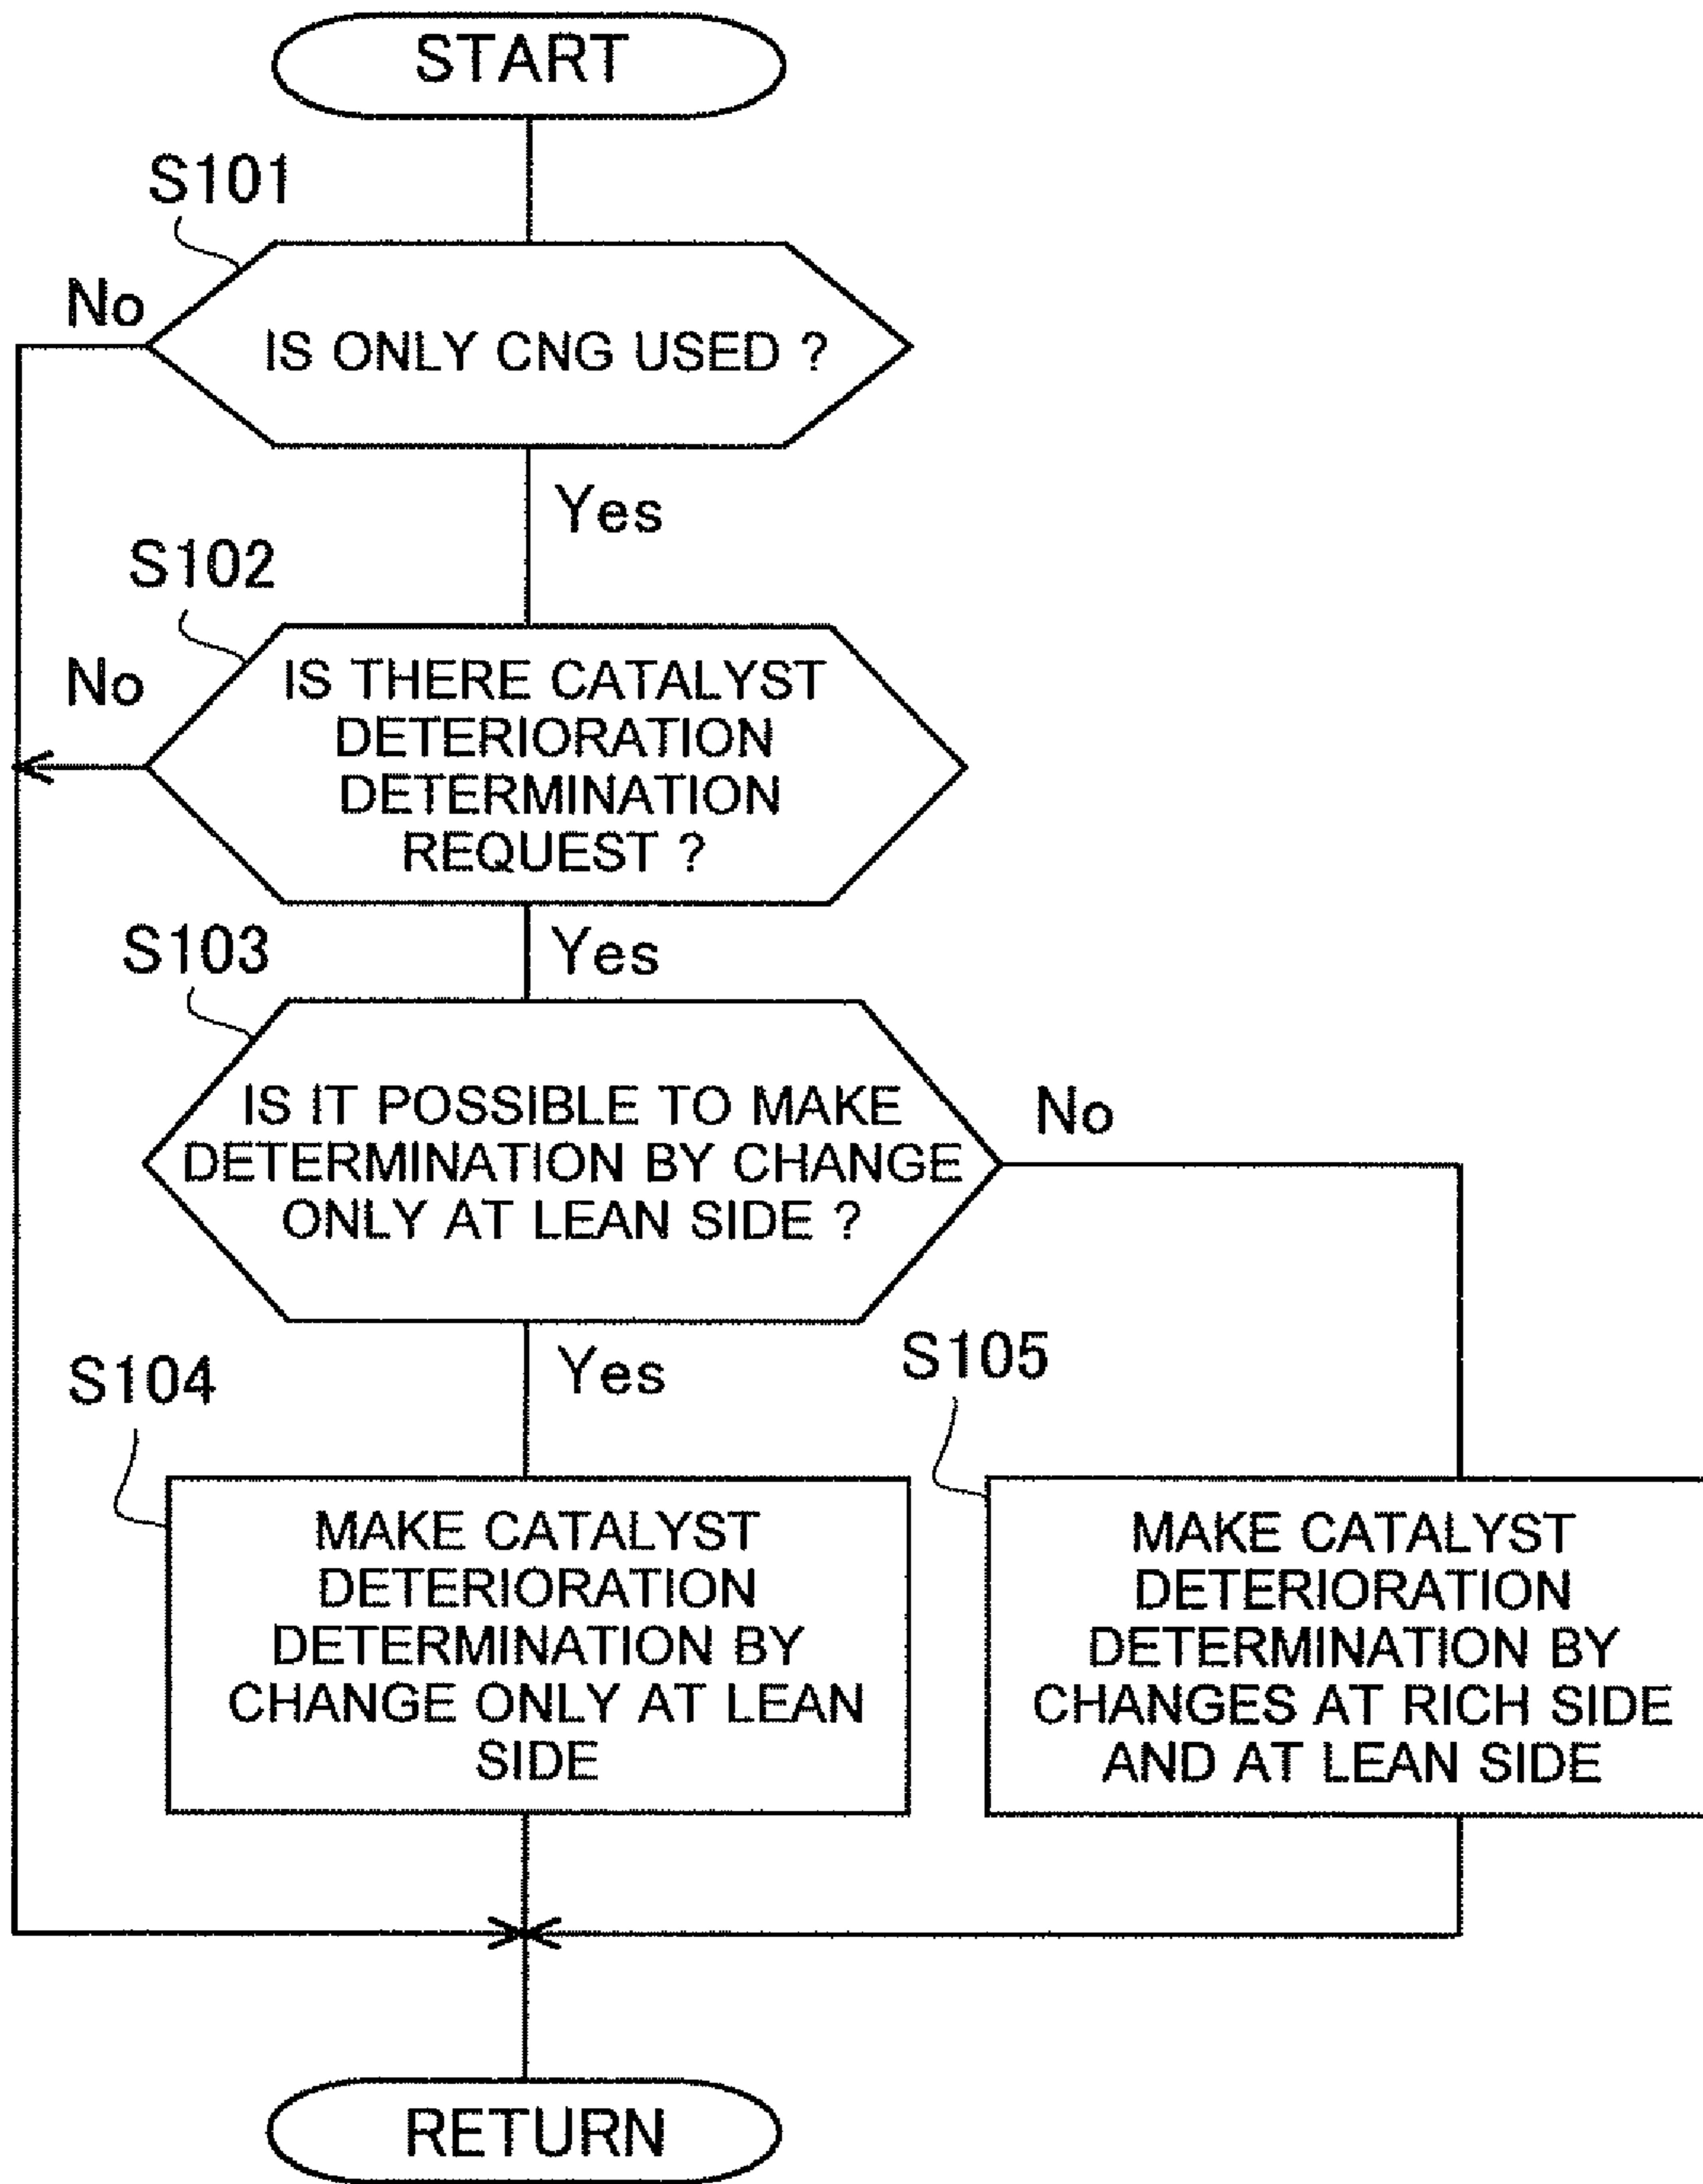 START
S101
No
IS ONLY CNG USED ?
Yes
S102
No
IS THERE CATALYST
DETERIORATION
DETERMINATION
REQUEST ?
Yes
S103
IS IT POSSIBLE TO MAKE
DETERMINATION BY CHANGE
ONLY AT LEAN SIDE ?
No
Yes
S104
MAKE CATALYST
DETERIORATION
DETERMINATION BY
CHANGE ONLY AT LEAN
SIDE
S105
MAKE CATALYST
DETERIORATION
DETERMINATION BY
CHANGES AT RICH SIDE
AND AT LEAN SIDE
RETURN